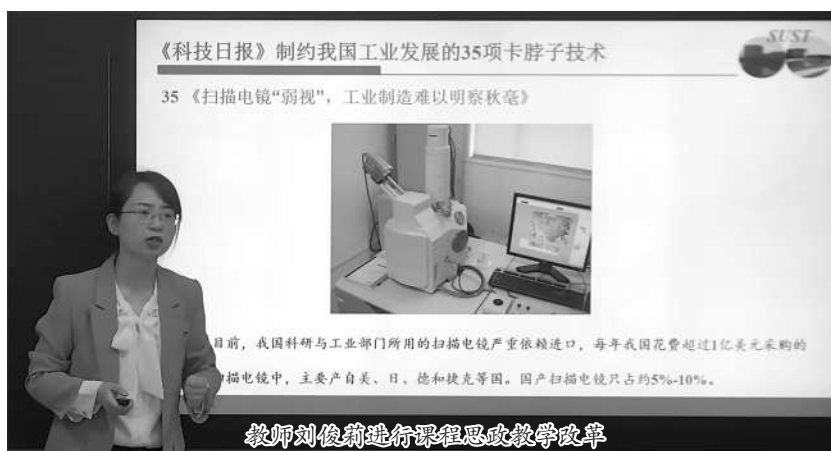 《科技日报》制约我国工业发展的35项卡脖子技术
SUST
35 《扫描电镜“弱视”，工业制造难以明察秋毫》
目前，我国科研与工业部门所用的扫描电镜严重依赖进口，每年我国花费超过1亿美元采购的
描电镜中，主要产自美、日、德和捷克等国。国产扫描电镜只占约5%-10%。
教师刘俊莉进行课程思政教学改革